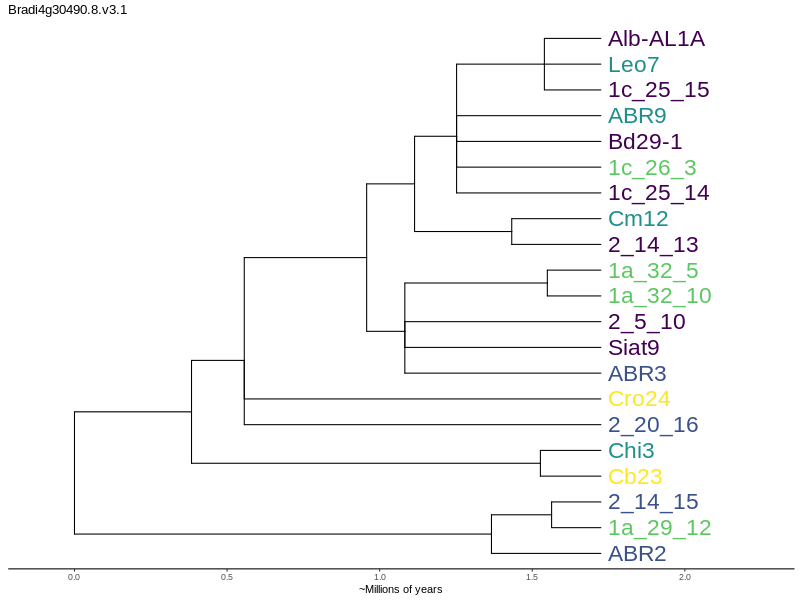 Bradi4g30490.8.v3.1
Alb-AL1A
Leo7
1c_25_15
ABR9
Bd29-1
1c_26_3
1c_25_14
Cm12
2_14_13
1a_32_5
1a_32_10
2_5_10
Siat9
ABR3
Cro24
2_20_16
Chi3
Cb23
2_14_15
1a_29_12
ABR2
0.0 0.5 1.0 1.5 2.0
~Millions of years